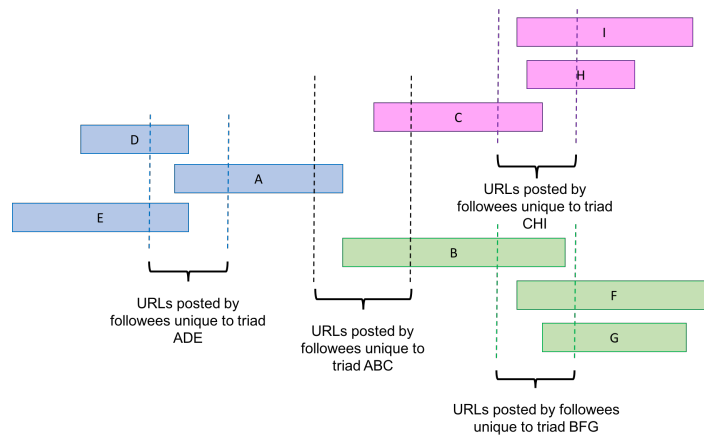 I
H
C
D
A
E
URLs posted by
followees unique to triad
CHI
B
URLs posted by
followees unique to triad
ADE
URLs posted by
followees unique to
triad ABC
F
G
URLs posted by followees
unique to triad BFG